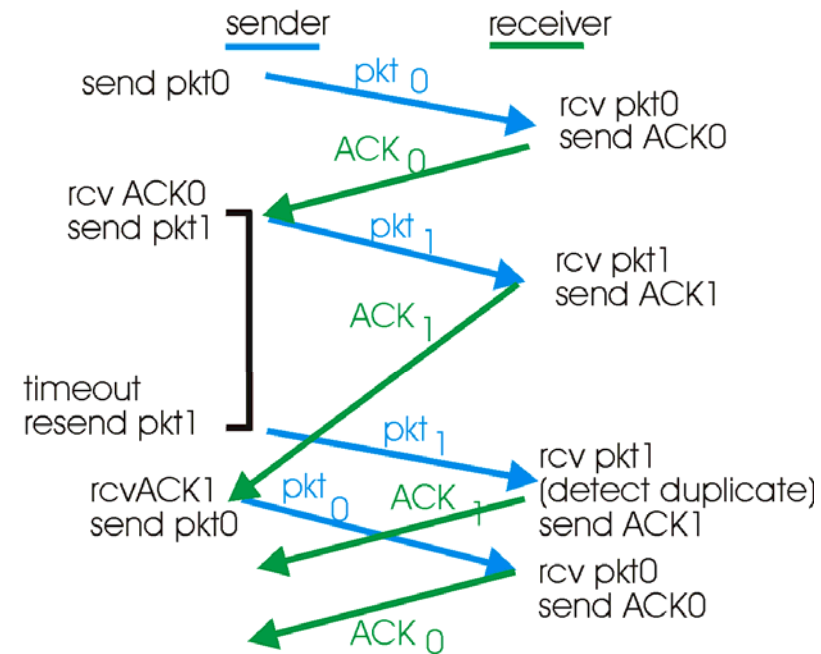 sender
receiver
send pkt0
pkt 0
rcv pkt0
send ACK0
ACK 0
rcv ACK0
send pkt1
pkt 1
rcv pkt1
send ACK1
ACK 1
timeout
resend pkt1
pkt 1
rcv pkt1
(detect duplicate)
send ACK1
rcvACK1
send pkt0
pkt 0
ACK 1
rcv pkt0
send ACK0
ACK 0